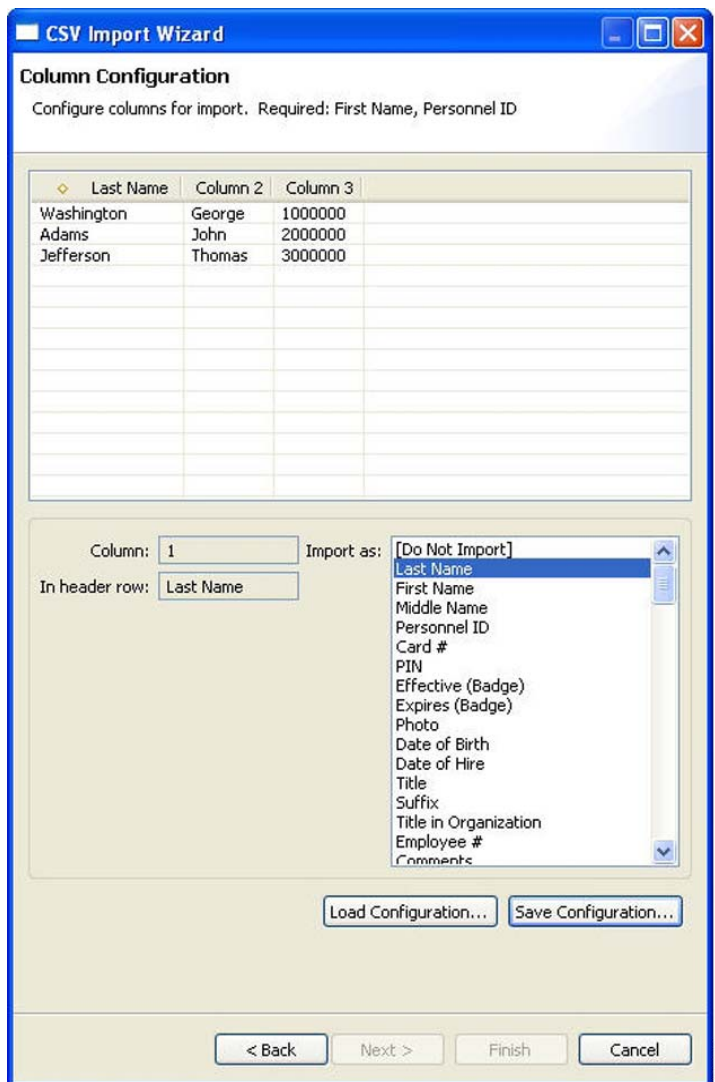 CSV Import Wizard
Column Configuration
Configure columns for import. Required: First Name, Personnel ID
Last Name Column 2 Column 3
Washington George 1000000
Adams John 2000000
Jefferson Thomas 3000000
Column: 1
In header row: Last Name
Import as:
[Do Not Import]
Last Name
First Name
Middle Name
Personnel ID
Card #
PIN
Effective (Badge)
Expires (Badge)
Photo
Date of Birth
Date of Hire
Title
Suffix
Title in Organization
Employee #
Comments
Load Configuration... Save Configuration...
< Back Next > Finish Cancel